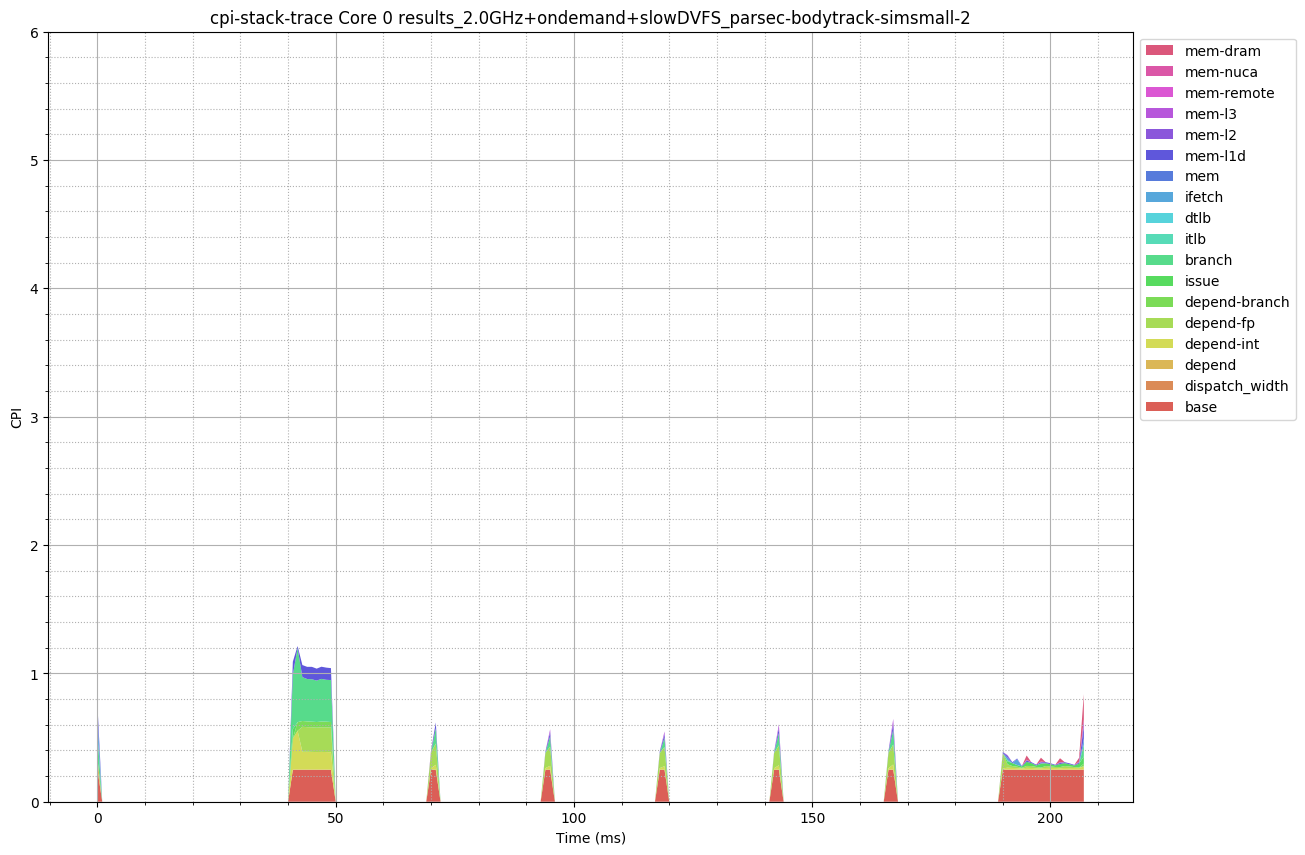 cpi-stack-trace Core 0 results_2.0GHz+ondemand+slowDVFS_parsec-bodytrack-simsmall-2
6
5
4
3
2
1
0
CPI
0
50
100
150
200
Time (ms)
mem-dram
mem-nuca
mem-remote
mem-l3
mem-l2
mem-l1d
mem
ifetch
dtlb
itlb
branch
issue
depend-branch
depend-fp
depend-int
depend
dispatch_width
base